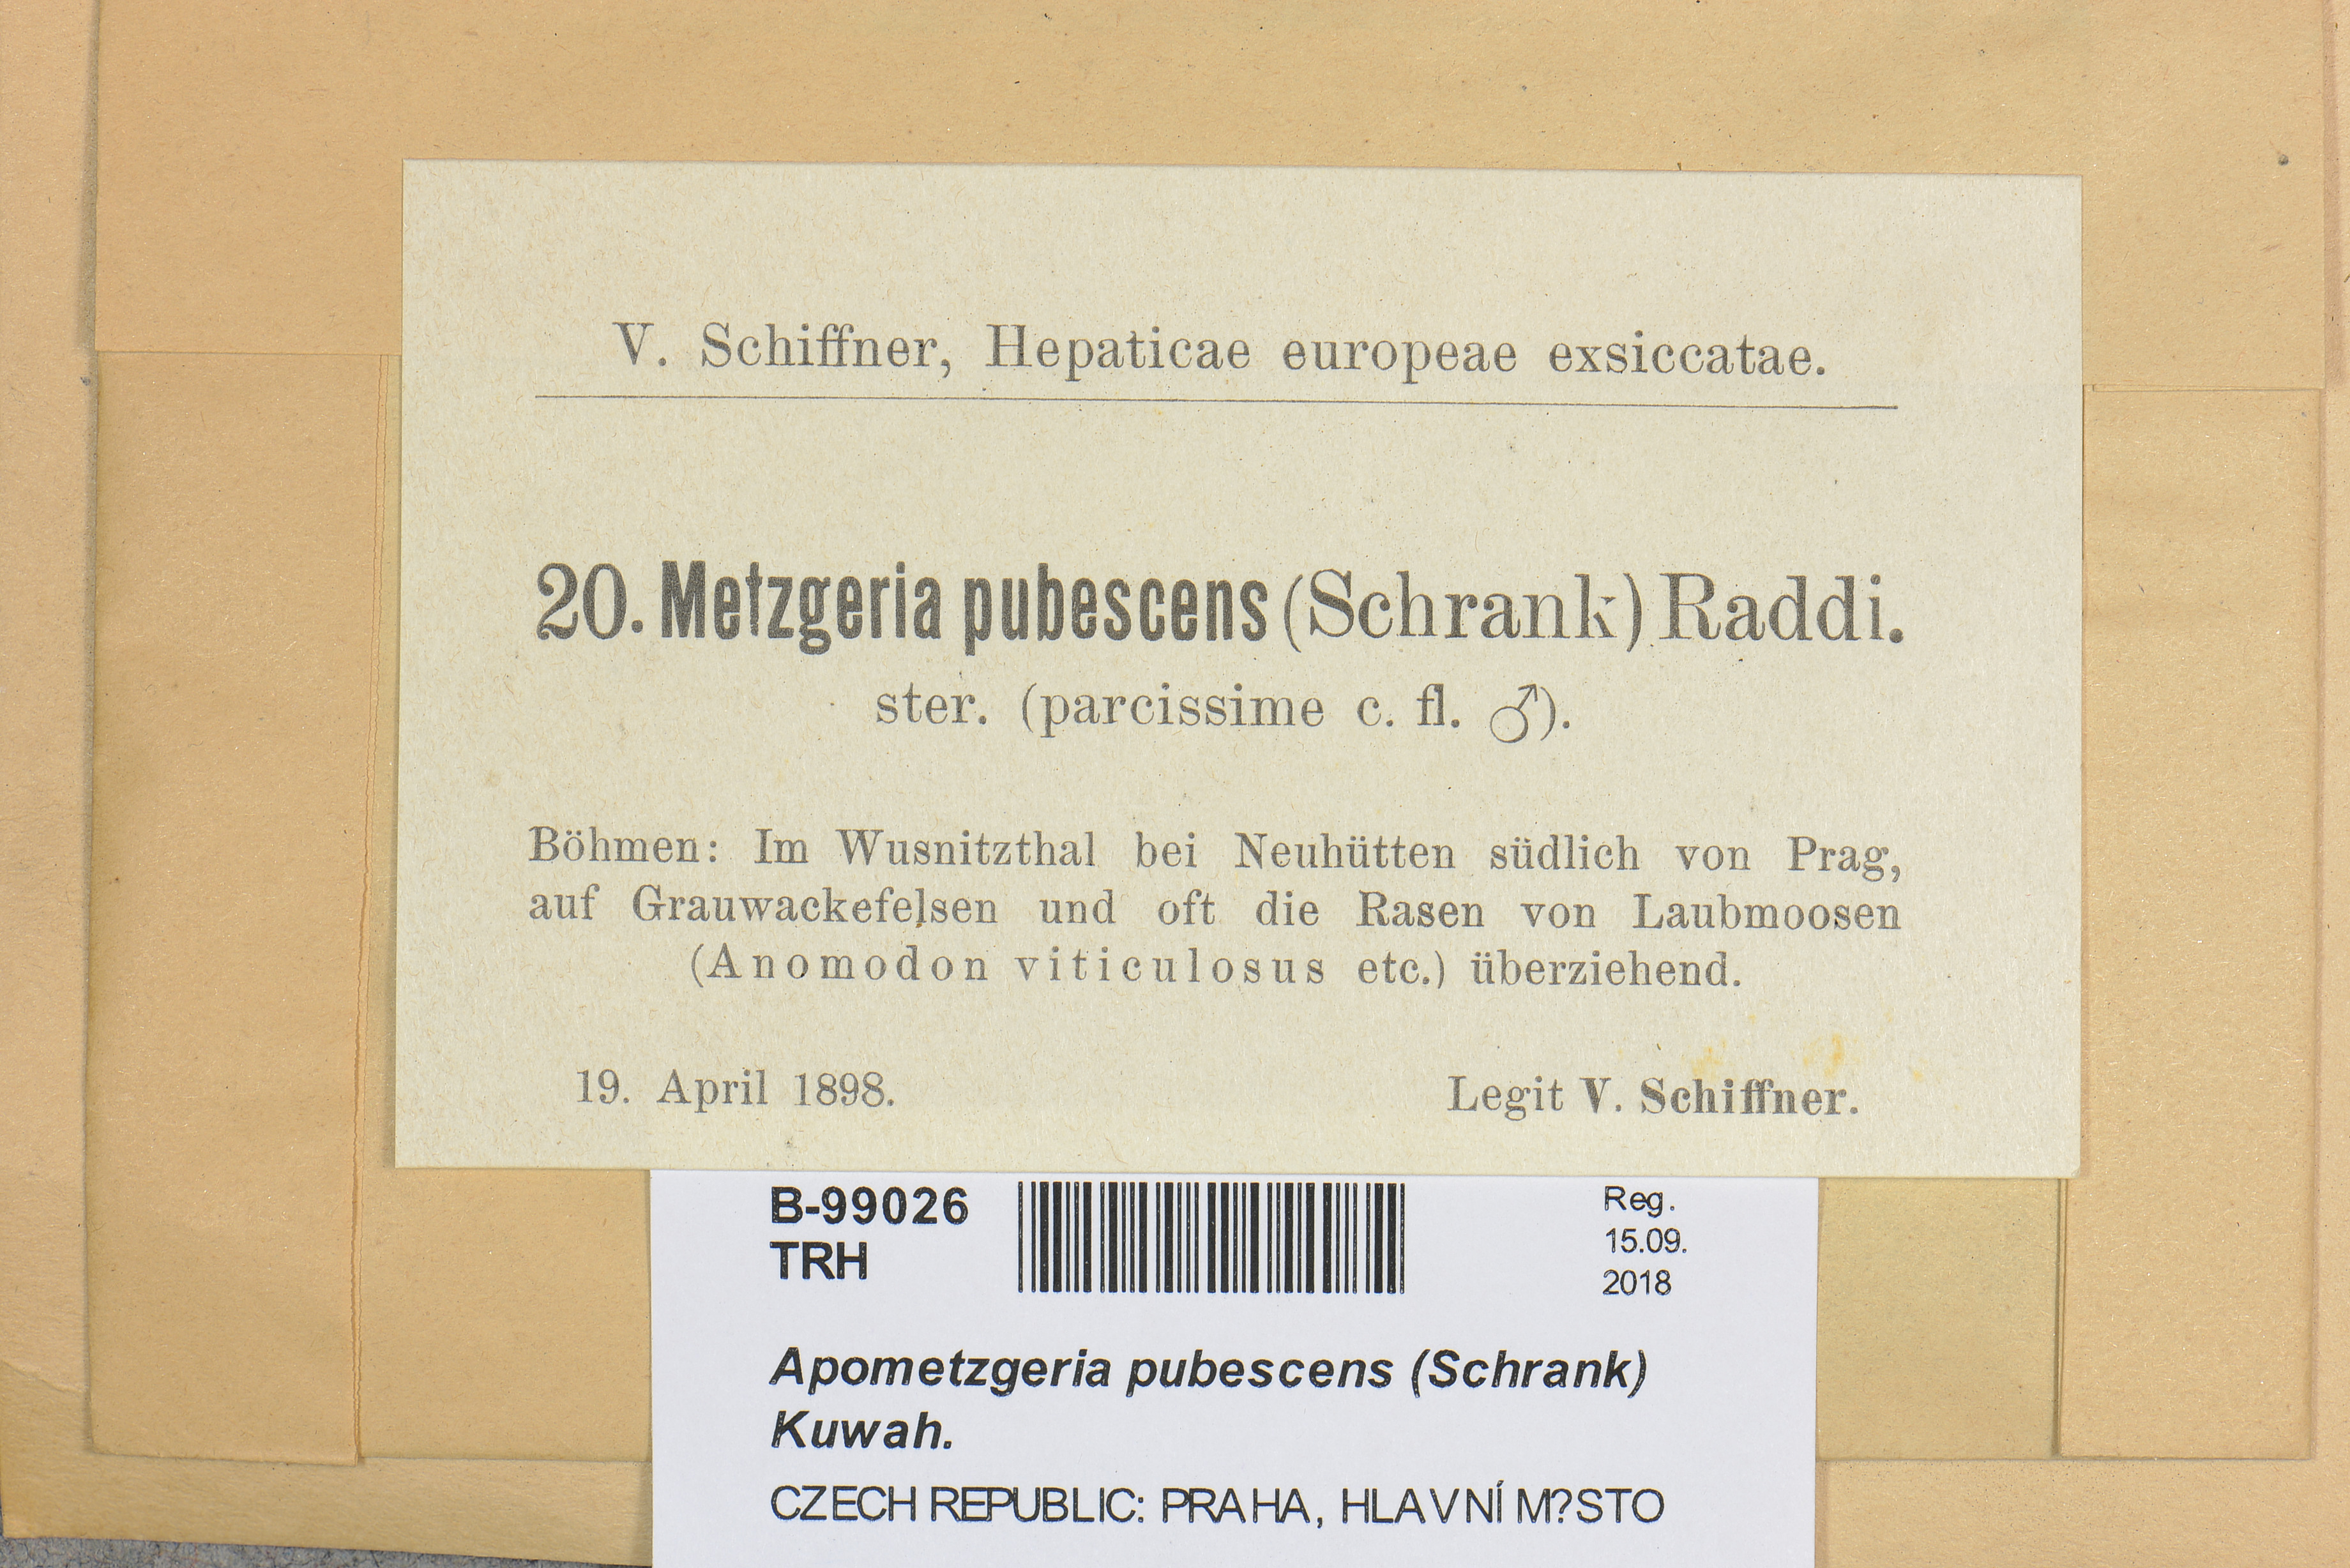 V. Schiffner, Hepaticae europeae exsiccatae.
20. Metzgeria pubescens (Schrank) Raddi.
ster. (parcissime c. fl. ♂).
Böhmen: Im Wusnitzthal bei Neuhütten südlich von Prag,
auf Grauwackefelsen und oft die Rasen von Laubmoosen
(Anomodon viticulosus etc.) überziehend.
19. April 1898.
Legit V. Schiffner.
B-99026
TRH
Reg.
15.09.
2018
Apometzgeria pubescens (Schrank)
Kuwah.
CZECH REPUBLIC: PRAHA, HLAVNÍ M?STO